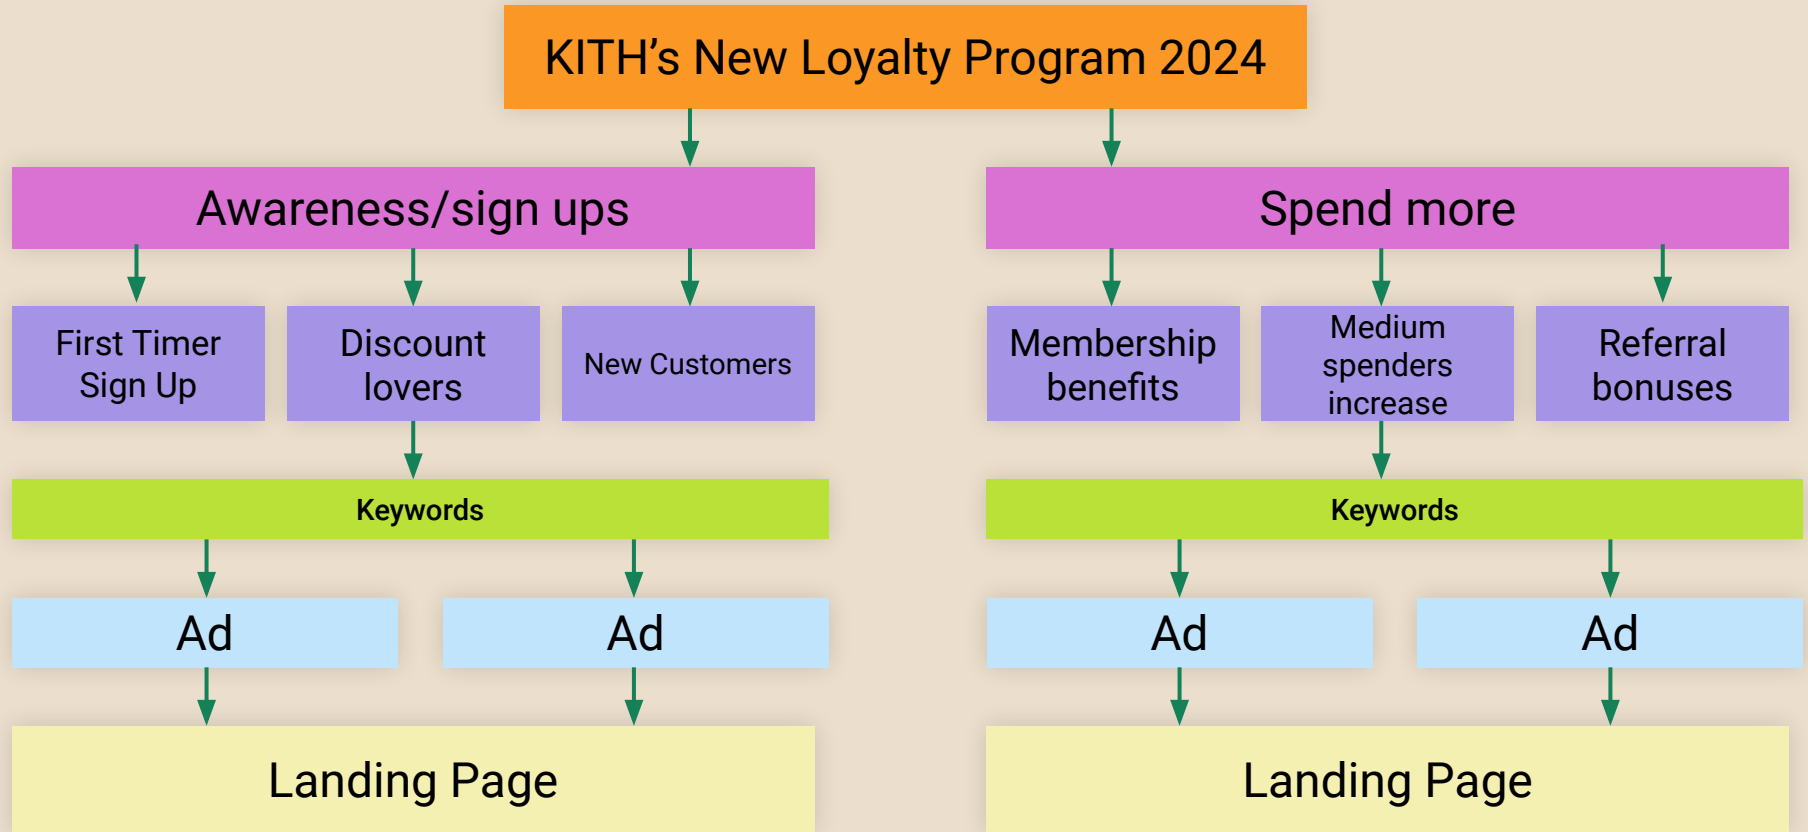 KITH’s New Loyalty Program 2024
Awareness/sign ups
Spend more
First Timer
Sign Up
Discount
lovers
New Customers
Membership
benefits
Medium
spenders
increase
Referral
bonuses
Keywords
Keywords
Ad
Ad
Ad
Ad
Landing Page
Landing Page